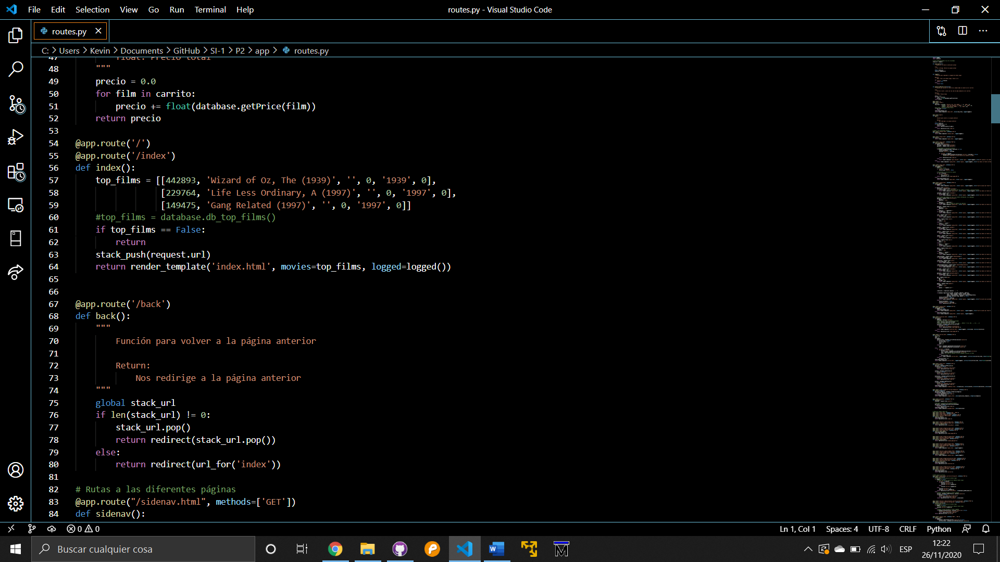 File Edit Selection View Go Run Terminal Help
routes.py - Visual Studio Code
routes.py
C: > Users > Kevin > Documents > GitHub > SI-1 > P2 > app > routes.py
47 float: Precio total
48 """
49 precio = 0.0
50 for film in carrito:
51 precio += float(database.getPrice(film))
52 return precio
53
54 @app.route('/')
55 @app.route('/index')
56 def index():
57 top_films = [[442893, 'Wizard of Oz, The (1939)', '', 0, '1939', 0],
58 [229764, 'Life Less Ordinary, A (1997)', '', 0, '1997', 0],
59 [149475, 'Gang Related (1997)', '', 0, '1997', 0]]
60 #top_films = database.db_top_films()
61 if top_films == False:
62 return
63 stack_push(request.url)
64 return render_template('index.html', movies=top_films, logged=logged())
65
66
67 @app.route('/back')
68 def back():
69 """
70 Función para volver a la página anterior
71
72 Return:
73 Nos redirige a la página anterior
74 """
75 global stack_url
76 if len(stack_url) != 0:
77 stack_url.pop()
78 return redirect(stack_url.pop())
79 else:
80 return redirect(url_for('index'))
81
82 # Rutas a las diferentes páginas
83 @app.route("/sidenav.html", methods=['GET'])
84 def sidenav():
0 0
Ln 1, Col 1 Spaces: 4 UTF-8 CRLF Python
Buscar cualquier cosa
ESP
12:22
26/11/2020